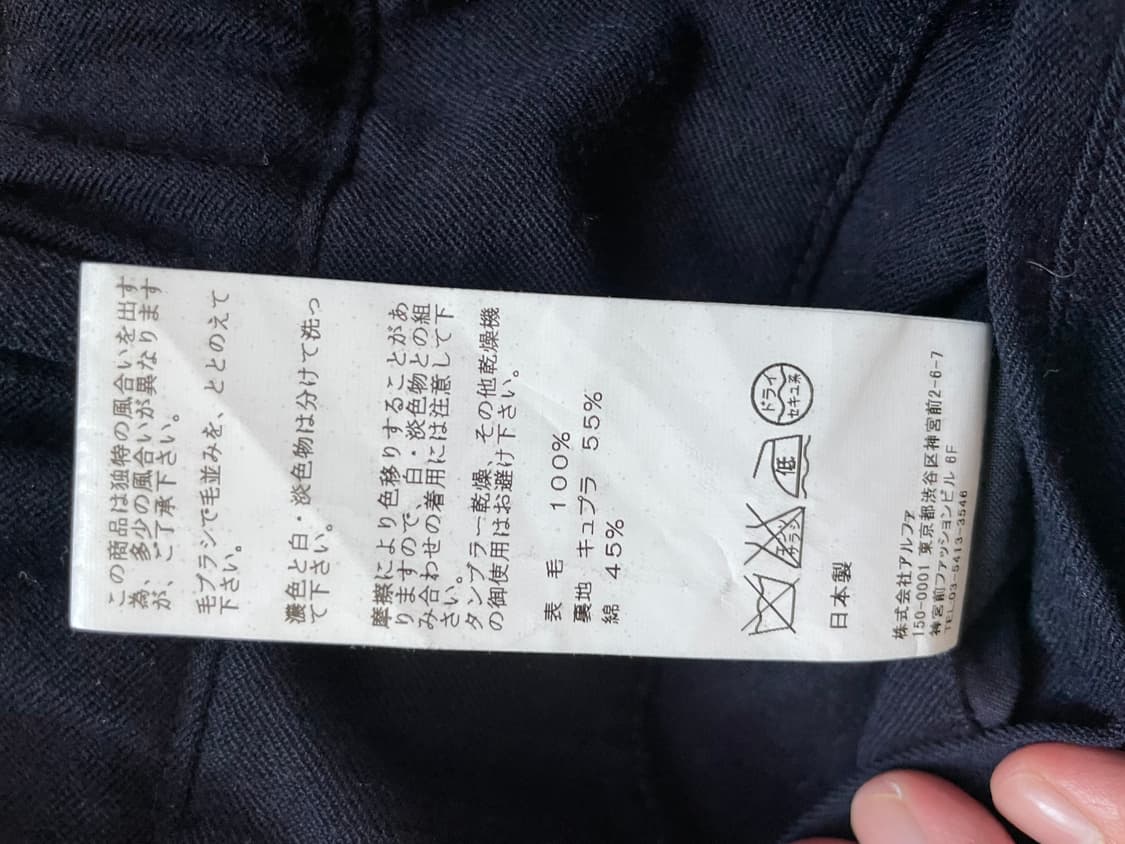 この商品は独特の風合いを出す
為、多少の風合いが異なります
が、ご了承下さい。
毛ブラシで毛並みを、ととのえて
下さい。
濃色と白・淡色物は分けて洗っ
て下さい。
摩擦により色移りすることがあ
りますので、白・淡色物との組
み合わせの着用には注意して下
さい。
タンブラー乾燥、その他乾燥機
の御使用はお避け下さい。
表 毛 100%
裏地 キュプラ 55%
綿 45%
エンソ
サラシ
低
ドライ
セキユ系
日本製
株式会社アルファ
150-0001 東京都渋谷区神宮前2-6-7
神宮前ファッションビル 6F
TEL.03-5413-3546